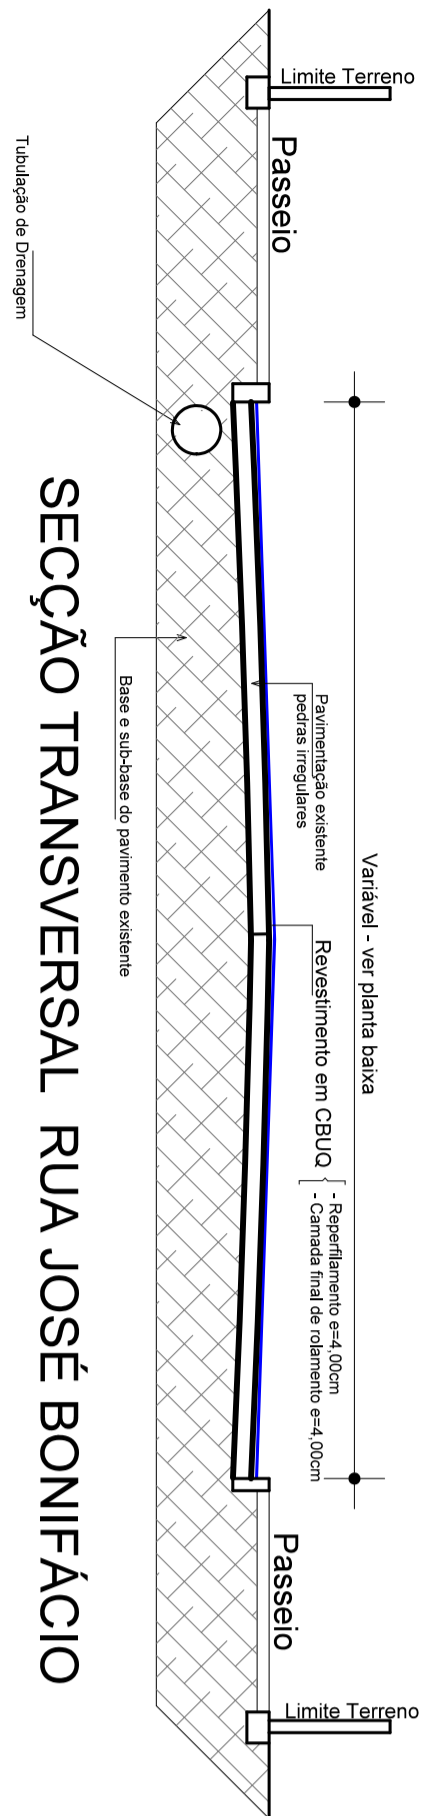 Limite Terreno
Passeio
Tubulação de Drenagem
Variável - ver planta baixa
Pavimentação existente
pedras irregulares
Revestimento em CBUQ
- Reperfilamento e=4,00cm
- Camada final de rolamento e=4,00cm
Base e sub-base do pavimento existente
Passeio
Limite Terreno
SECÇÃO TRANSVERSAL RUA JOSÉ BONIFÁCIO